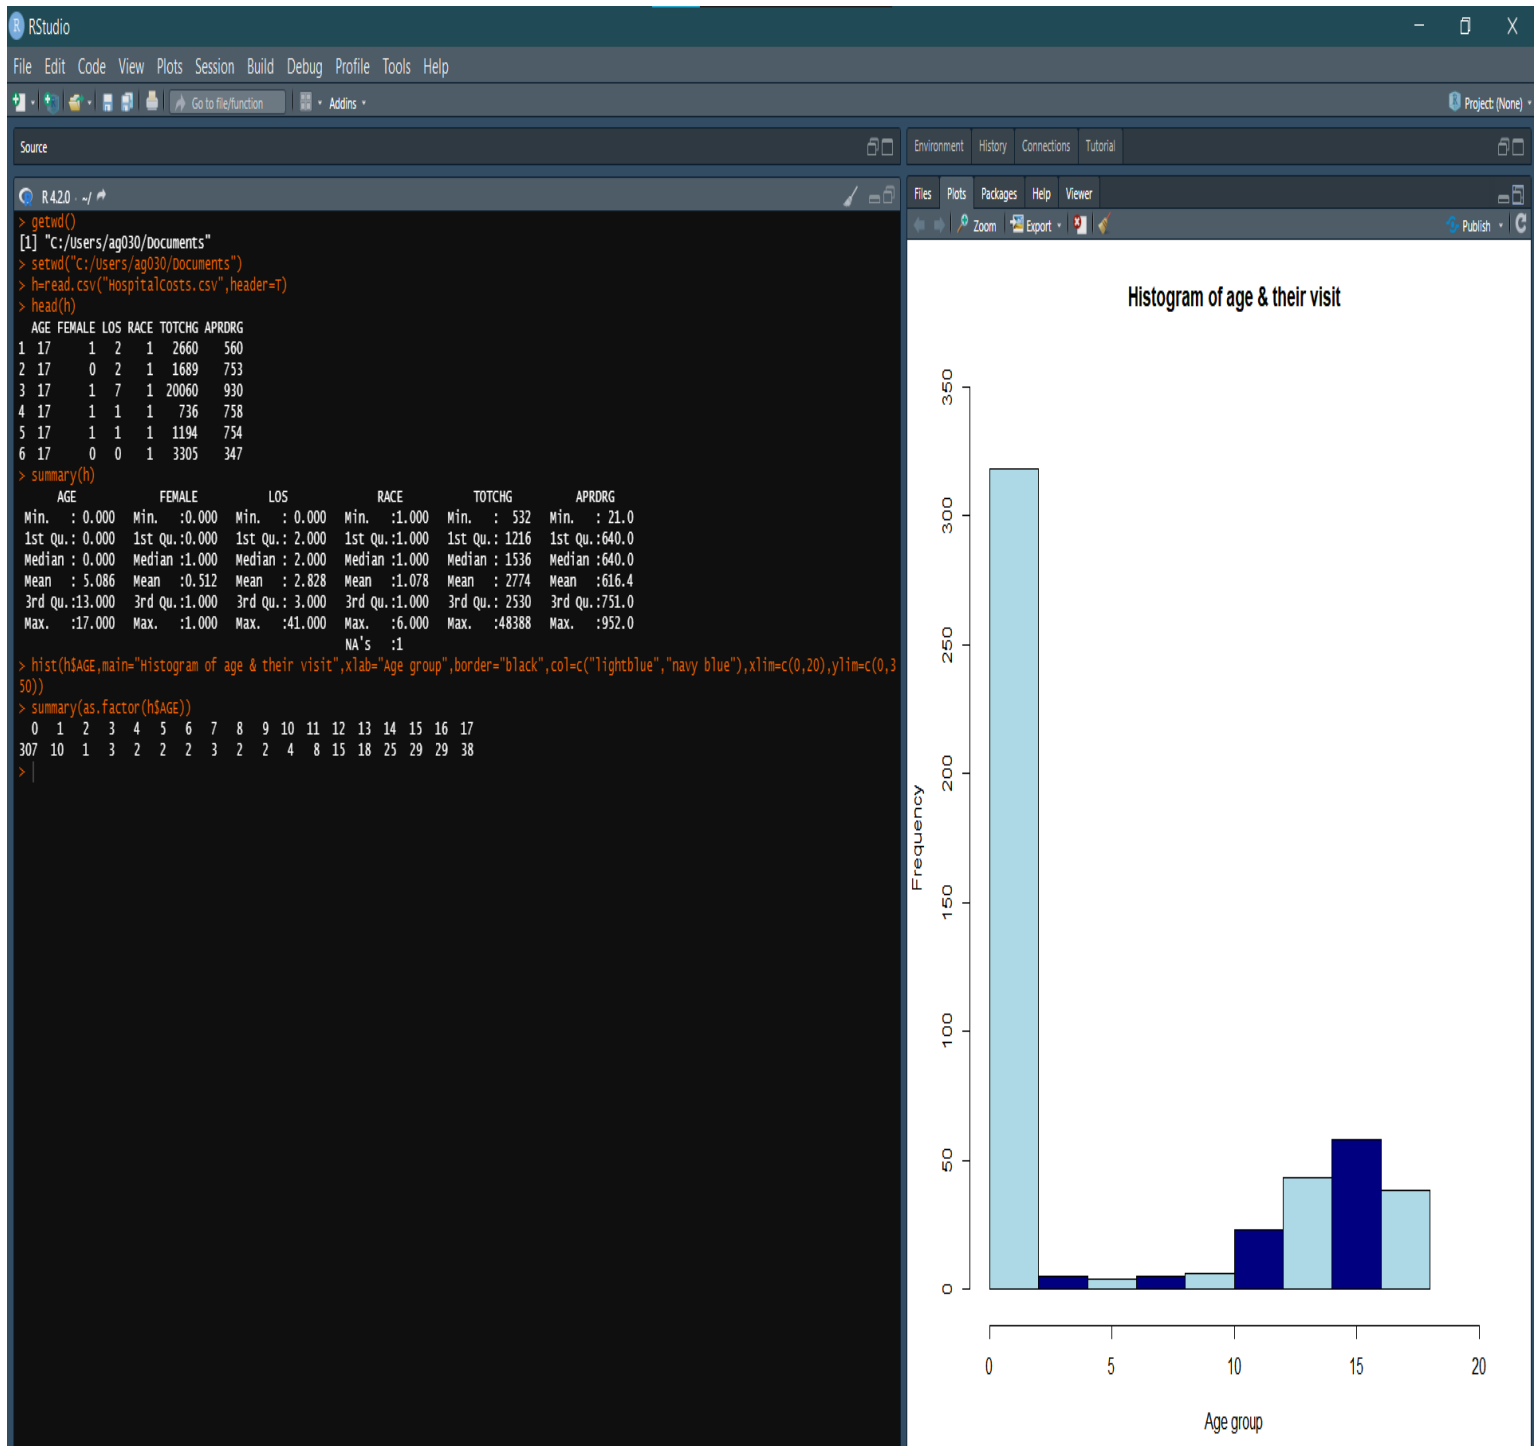 RStudio
File Edit Code View Plots Session Build Debug Profile Tools Help
Go to file/function Addins Project: (None)
Source
R 4.2.0 · ~/
> getwd()
[1] "C:/Users/ag030/Documents"
> setwd("C:/Users/ag030/Documents")
> h=read.csv("HospitalCosts.csv",header=T)
> head(h)
  AGE FEMALE LOS RACE TOTCHG APRDRG
1  17      1   2    1   2660    560
2  17      0   2    1   1689    753
3  17      1   7    1  20060    930
4  17      1   1    1    736    758
5  17      1   1    1   1194    754
6  17      0   0    1   3305    347
> summary(h)
      AGE             FEMALE           LOS              RACE           TOTCHG          APRDRG
 Min.   : 0.000   Min.   :0.000   Min.   : 0.000   Min.   :1.000   Min.   :  532   Min.   : 21.0
 1st Qu.: 0.000   1st Qu.:0.000   1st Qu.: 2.000   1st Qu.:1.000   1st Qu.: 1216   1st Qu.:640.0
 Median : 0.000   Median :1.000   Median : 2.000   Median :1.000   Median : 1536   Median :640.0
 Mean   : 5.086   Mean   :0.512   Mean   : 2.828   Mean   :1.078   Mean   : 2774   Mean   :616.4
 3rd Qu.:13.000   3rd Qu.:1.000   3rd Qu.: 3.000   3rd Qu.:1.000   3rd Qu.: 2530   3rd Qu.:751.0
 Max.   :17.000   Max.   :1.000   Max.   :41.000   Max.   :6.000   Max.   :48388   Max.   :952.0
NA's   :1
> hist(h$AGE,main="Histogram of age & their visit",xlab="Age group",border="black",col=c("lightblue","navy blue"),xlim=c(0,20),ylim=c(0,3
50))
> summary(as.factor(h$AGE))
  0   1   2   3   4   5   6   7   8   9  10  11  12  13  14  15  16  17
307  10   1   3   2   2   2   3   2   2   4   8  15  18  25  29  29  38
>
Environment History Connections Tutorial
Files Plots Packages Help Viewer
Zoom Export Publish
Histogram of age & their visit
350
300
250
200
150
100
50
0
Frequency
0 5 10 15 20
Age group